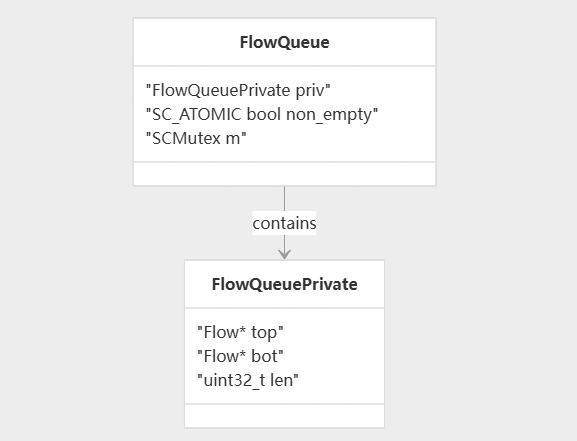 FlowQueue
"FlowQueuePrivate priv"
"SC_ATOMIC bool non_empty"
"SCMutex m"
contains
FlowQueuePrivate
"Flow* top"
"Flow* bot"
"uint32_t len"